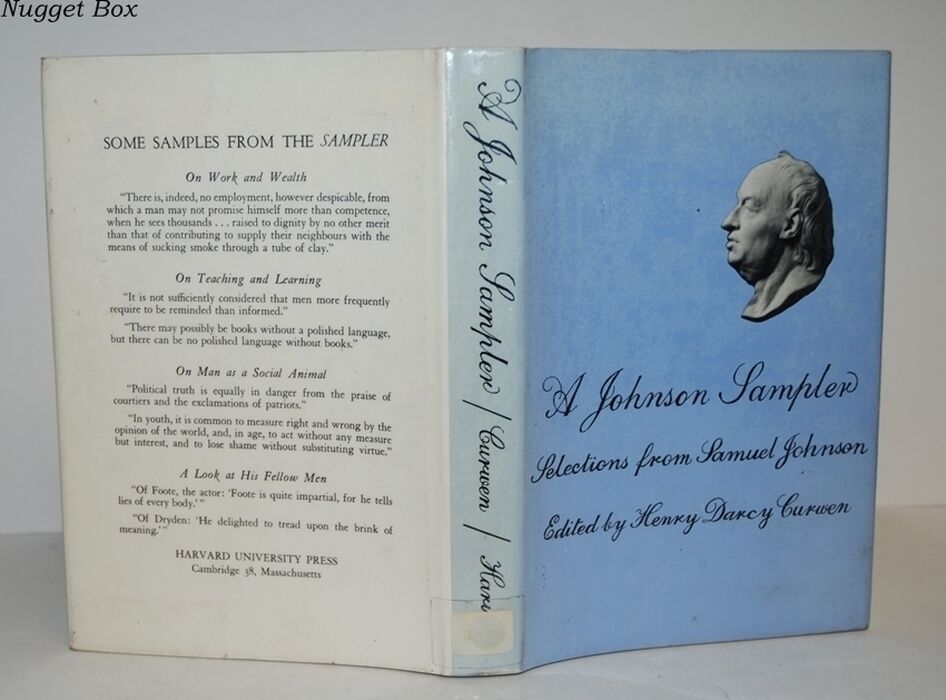 Nugget Box
SOME SAMPLES FROM THE SAMPLER
On Work and Wealth
"There is, indeed, no employment, however despicable, from
which a man may not promise himself more than competence,
when he sees thousands . . . raised to dignity by no other merit
than that of contributing to supply their neighbours with the
means of sucking smoke through a tube of clay."
On Teaching and Learning
"It is not sufficiently considered that men more frequently
require to be reminded than informed."
"There may possibly be books without a polished language,
but there can be no polished language without books."
On Man as a Social Animal
"Political truth is equally in danger from the praise of
courtiers and the exclamations of patriots."
"In youth, it is common to measure right and wrong by the
opinion of the world, and, in age, to act without any measure
but interest, and to lose shame without substituting virtue."
A Look at His Fellow Men
"Of Foote, the actor: 'Foote is quite impartial, for he tells
lies of every body.'"
"Of Dryden: 'He delighted to tread upon the brink of
meaning.'"
HARVARD UNIVERSITY PRESS
Cambridge 38, Massachusetts
A Johnson Sampler / Curwen / Harv
A Johnson Sampler
Selections from Samuel Johnson
Edited by Henry Darcy Curwen